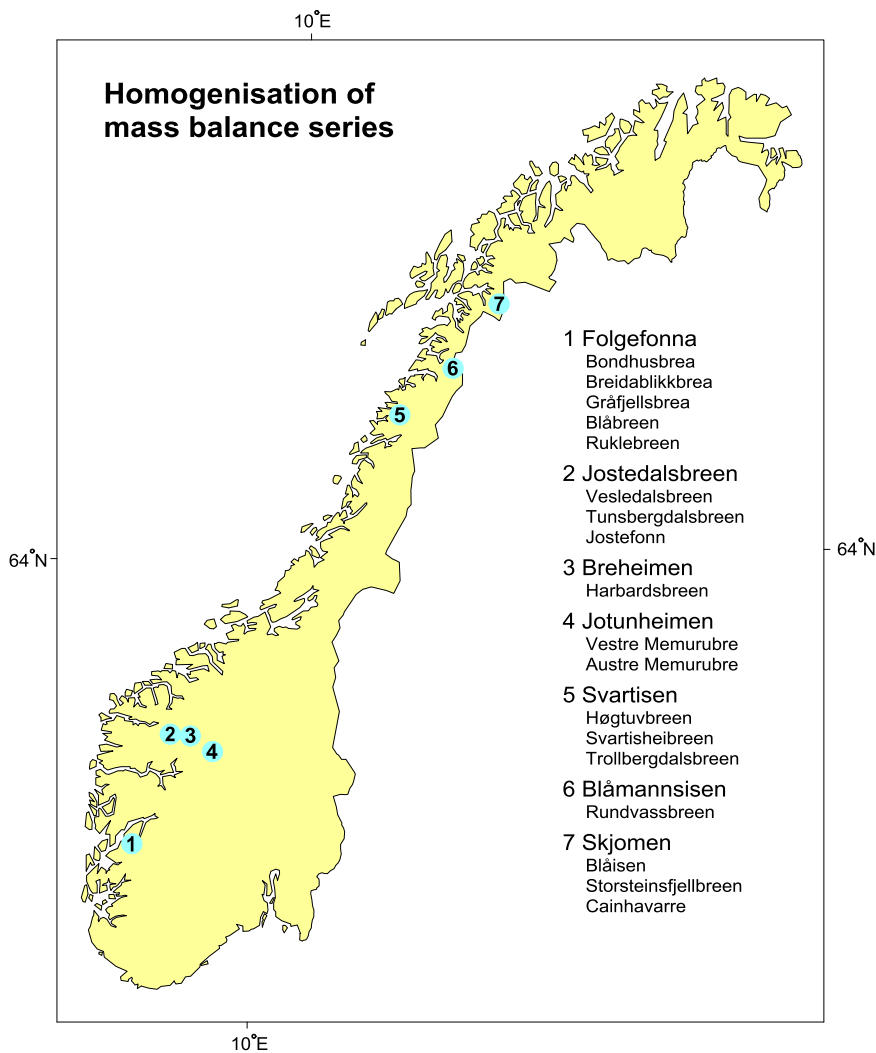 10°E
Homogenisation of
mass balance series
7
6
5
1 Folgefonna
Bondhusbrea
Breidablikkbrea
Gråfjellsbrea
Blåbreen
Ruklebreen
2 Jostedalsbreen
Vesledalsbreen
Tunsbergdalsbreen
Jostefonn
3 Breheimen
Harbardsbreen
4 Jotunheimen
Vestre Memurubre
Austre Memurubre
5 Svartisen
Høgtuvbreen
Svartisheibreen
Trollbergdalsbreen
6 Blåmannsisen
Rundvassbreen
7 Skjomen
Blåisen
Storsteinsfjellbreen
Cainhavarre
64°N
64°N
2 3
4
1
10°E